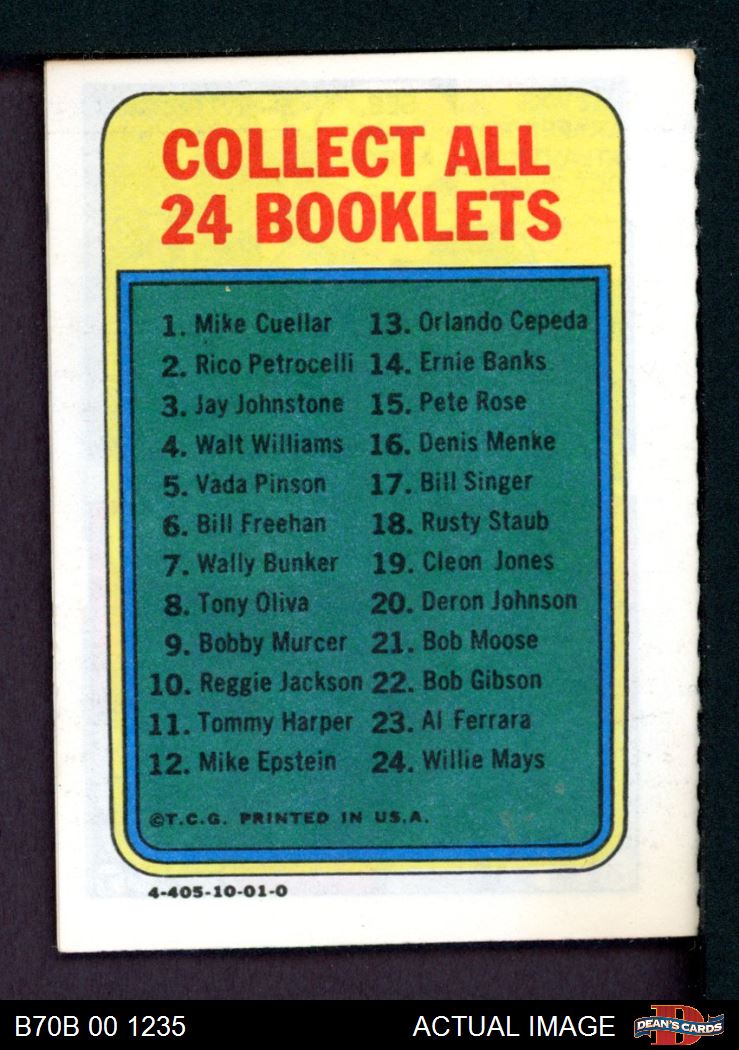 COLLECT ALL
24 BOOKLETS
1. Mike Cuellar
2. Rico Petrocelli
3. Jay Johnstone
4. Walt Williams
5. Vada Pinson
6. Bill Freehan
7. Wally Bunker
8. Tony Oliva
9. Bobby Murcer
10. Reggie Jackson
11. Tommy Harper
12. Mike Epstein
13. Orlando Cepeda
14. Ernie Banks
15. Pete Rose
16. Denis Menke
17. Bill Singer
18. Rusty Staub
19. Cleon Jones
20. Deron Johnson
21. Bob Moose
22. Bob Gibson
23. Al Ferrara
24. Willie Mays
©T.C.G. PRINTED IN U.S.A.
4-405-10-01-0
B70B 00 1235
ACTUAL IMAGE
D
DEAN'S CARDS